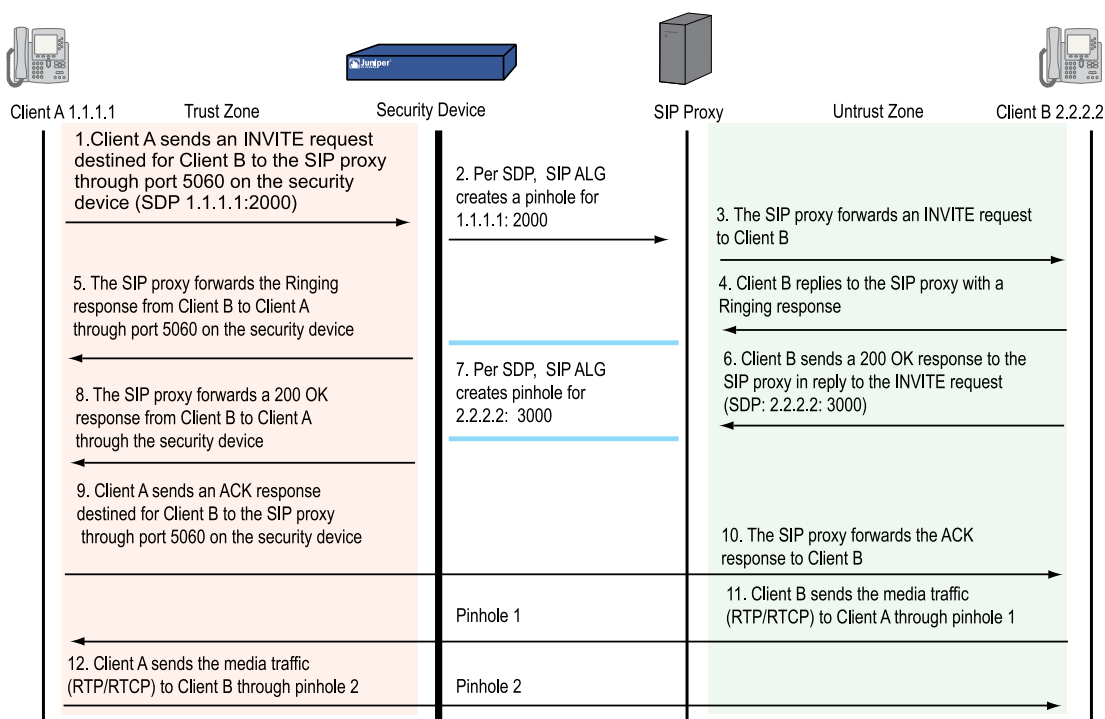 Juniper
Client A 1.1.1.1
Trust Zone
Security Device
SIP Proxy
Untrust Zone
Client B 2.2.2.2
1.Client A sends an INVITE request
destined for Client B to the SIP proxy
through port 5060 on the security
device (SDP 1.1.1.1:2000)
2. Per SDP, SIP ALG
creates a pinhole for
1.1.1.1: 2000
3. The SIP proxy forwards an INVITE request
to Client B
4. Client B replies to the SIP proxy with a
Ringing response
5. The SIP proxy forwards the Ringing
response from Client B to Client A
through port 5060 on the security device
6. Client B sends a 200 OK response to the
SIP proxy in reply to the INVITE request
(SDP: 2.2.2.2: 3000)
7. Per SDP, SIP ALG
creates pinhole for
2.2.2.2: 3000
8. The SIP proxy forwards a 200 OK
response from Client B to Client A
through the security device
9. Client A sends an ACK response
destined for Client B to the SIP proxy
through port 5060 on the security device
10. The SIP proxy forwards the ACK
response to Client B
11. Client B sends the media traffic
(RTP/RTCP) to Client A through pinhole 1
Pinhole 1
12. Client A sends the media traffic
(RTP/RTCP) to Client B through pinhole 2
Pinhole 2